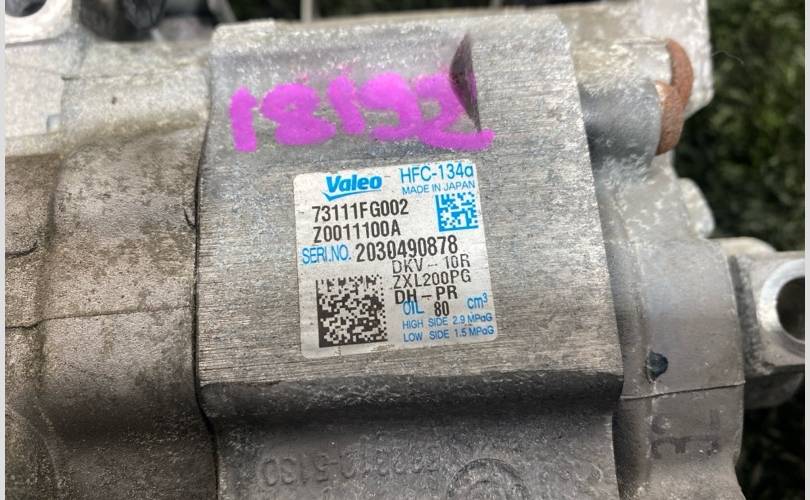 18192
Valeo HFC-134a
MADE IN JAPAN
73111FG002
Z0011100A
SERI.NO. 2030490878
DKV-10R
ZXL200PG
DH-PR
OIL 80 cm³
HIGH SIDE 2.9 MPaG
LOW SIDE 1.5 MPaG